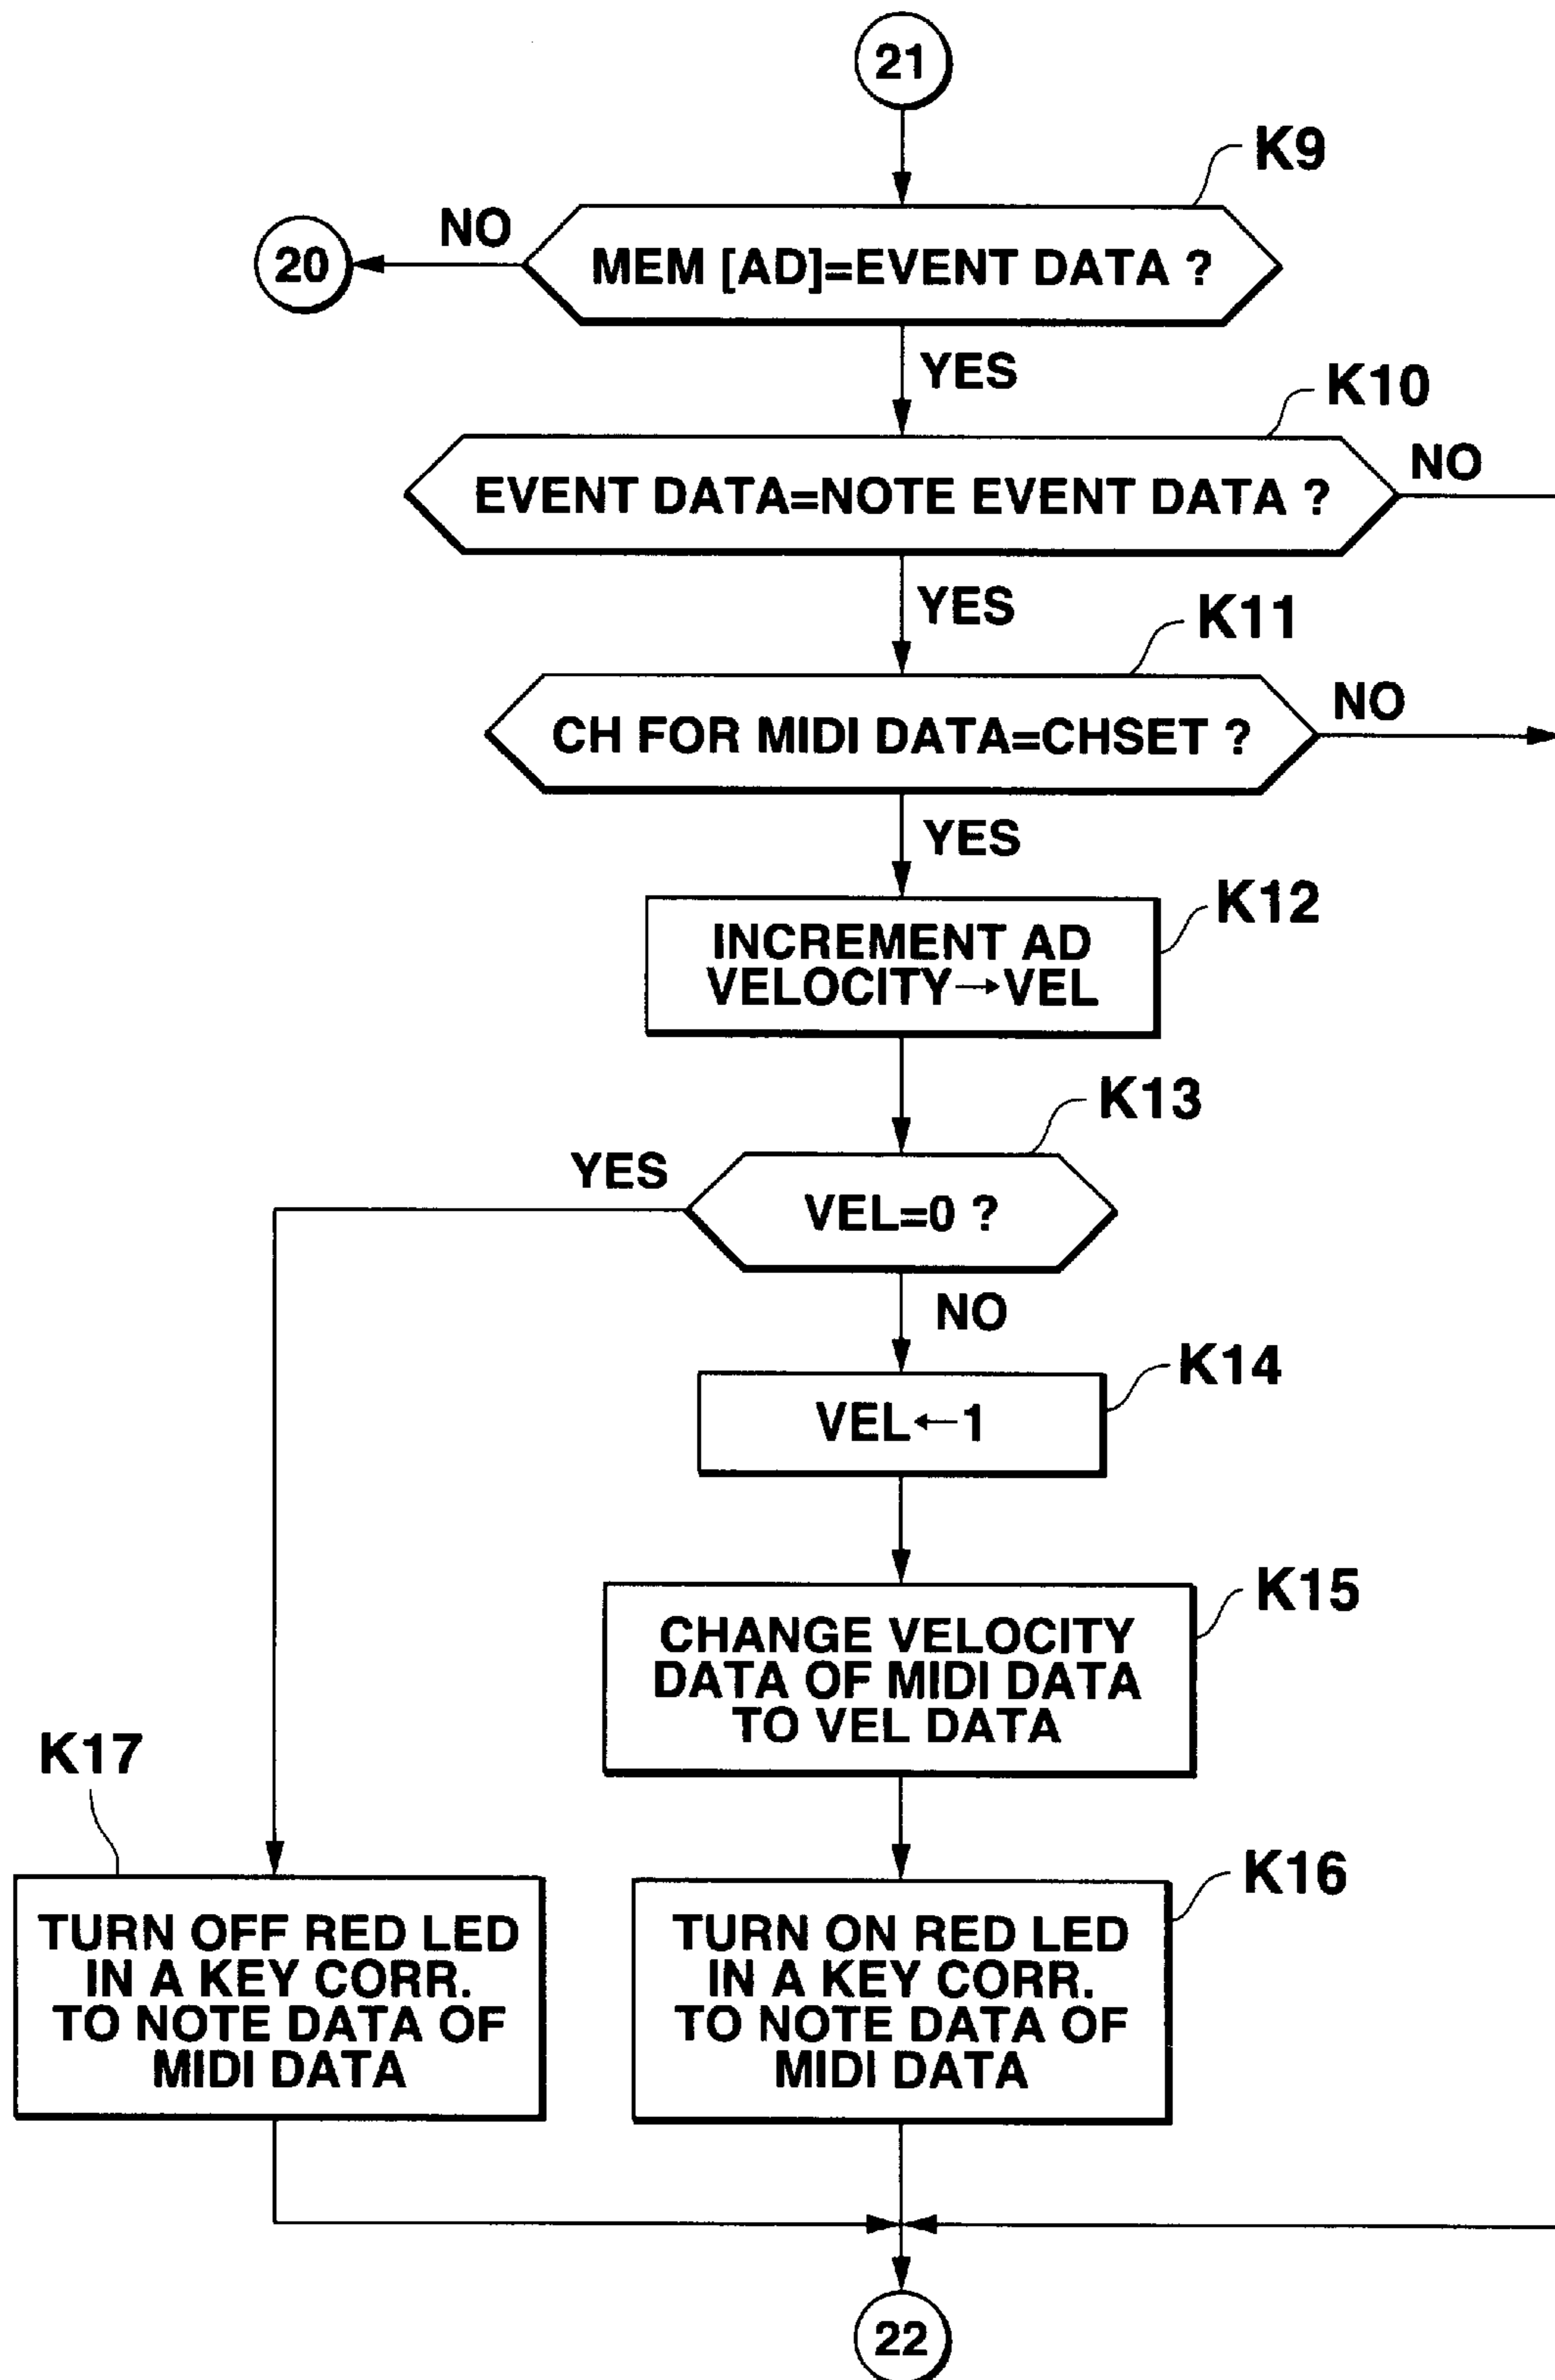 21
K9
NO
20
MEM [AD]=EVENT DATA ?
YES
K10
NO
EVENT DATA=NOTE EVENT DATA ?
YES
K11
NO
CH FOR MIDI DATA=CHSET ?
YES
K12
INCREMENT AD
VELOCITY→VEL
K13
YES
VEL=0 ?
NO
K14
VEL←1
K15
CHANGE VELOCITY
DATA OF MIDI DATA
TO VEL DATA
K17
K16
TURN OFF RED LED
IN A KEY CORR.
TO NOTE DATA OF
MIDI DATA
TURN ON RED LED
IN A KEY CORR.
TO NOTE DATA OF
MIDI DATA
22